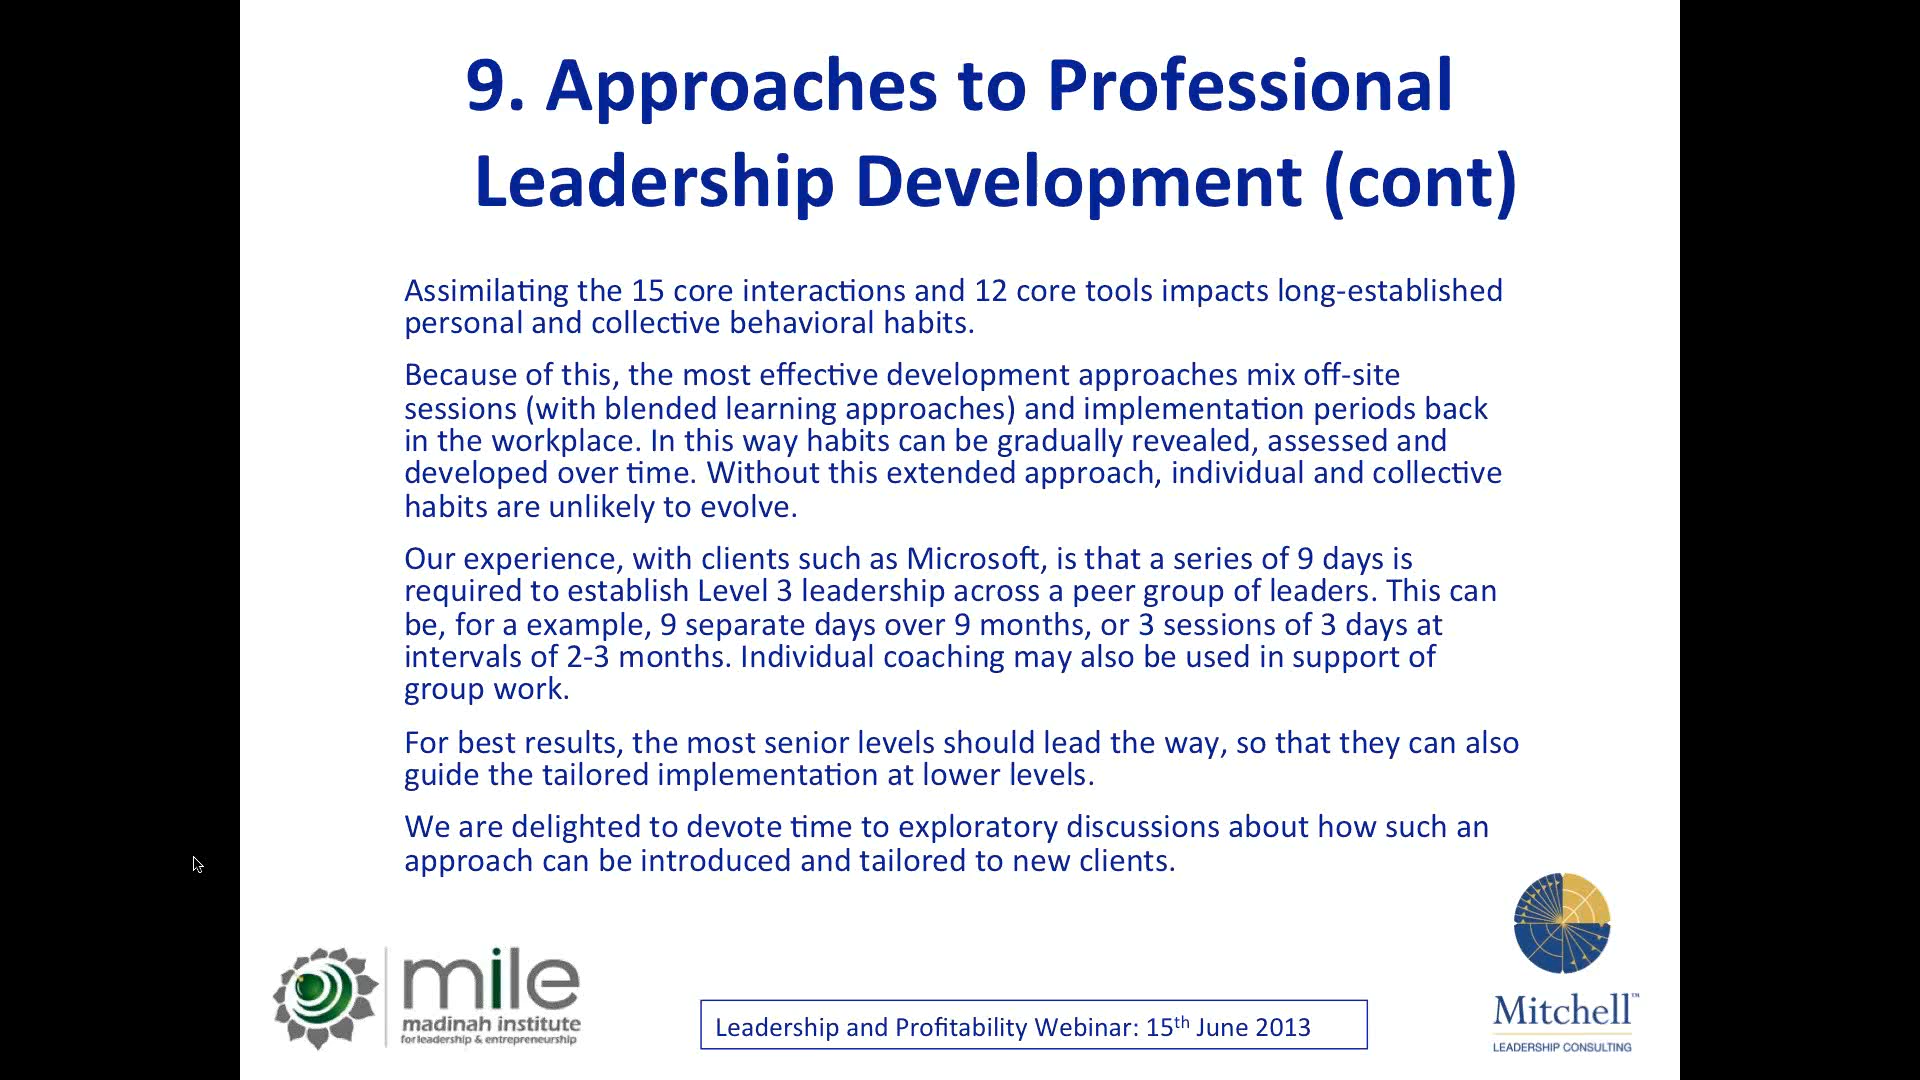 9. Approaches to Professional
Leadership Development (cont)
Assimilating the 15 core interactions and 12 core tools impacts long-established
personal and collective behavioral habits.
Because of this, the most effective development approaches mix off-site
sessions (with blended learning approaches) and implementation periods back
in the workplace. In this way habits can be gradually revealed, assessed and
developed over time. Without this extended approach, individual and collective
habits are unlikely to evolve.
Our experience, with clients such as Microsoft, is that a series of 9 days is
required to establish Level 3 leadership across a peer group of leaders. This can
be, for a example, 9 separate days over 9 months, or 3 sessions of 3 days at
intervals of 2-3 months. Individual coaching may also be used in support of
group work.
For best results, the most senior levels should lead the way, so that they can also
guide the tailored implementation at lower levels.
We are delighted to devote time to exploratory discussions about how such an
approach can be introduced and tailored to new clients.
mile
madinah institute
for leadership & entrepreneurship
Leadership and Profitability Webinar: 15th June 2013
Mitchell™
LEADERSHIP CONSULTING